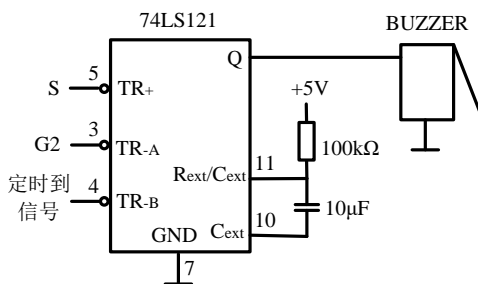 74LS121
BUZZER
Q
+5V
S
5
TR+
100kΩ
G2
3
TR-A
Rext/Cext
11
定时到
信号
4
TR-B
10μF
GND
Cext
10
7